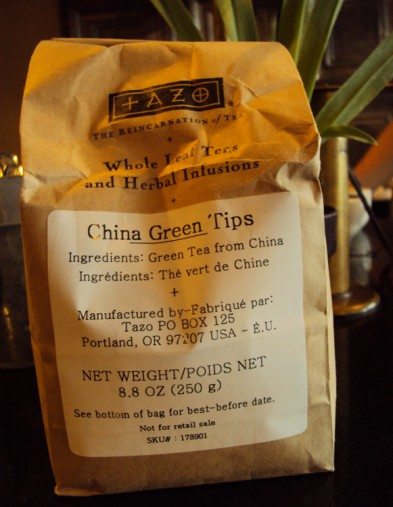 TAZO
THE REINCARNATION of TEA
+
Whole Leaf Teas
and Herbal Infusions
+
China Green Tips
Ingredients: Green Tea from China
Ingrédients: Thé vert de Chine
+
Manufactured by-Fabriqué par:
Tazo PO BOX 125
Portland, OR 97207 USA - É.U.
NET WEIGHT/POIDS NET
8.8 OZ (250 g)
See bottom of bag for best-before date.
Not for retail sale
SKU# : 178901